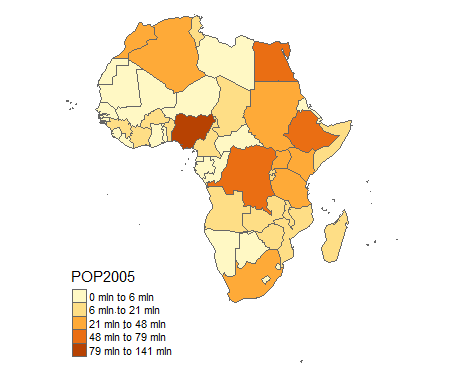 POP2005
0 mln to 6 mln
6 mln to 21 mln
21 mln to 48 mln
48 mln to 79 mln
79 mln to 141 mln